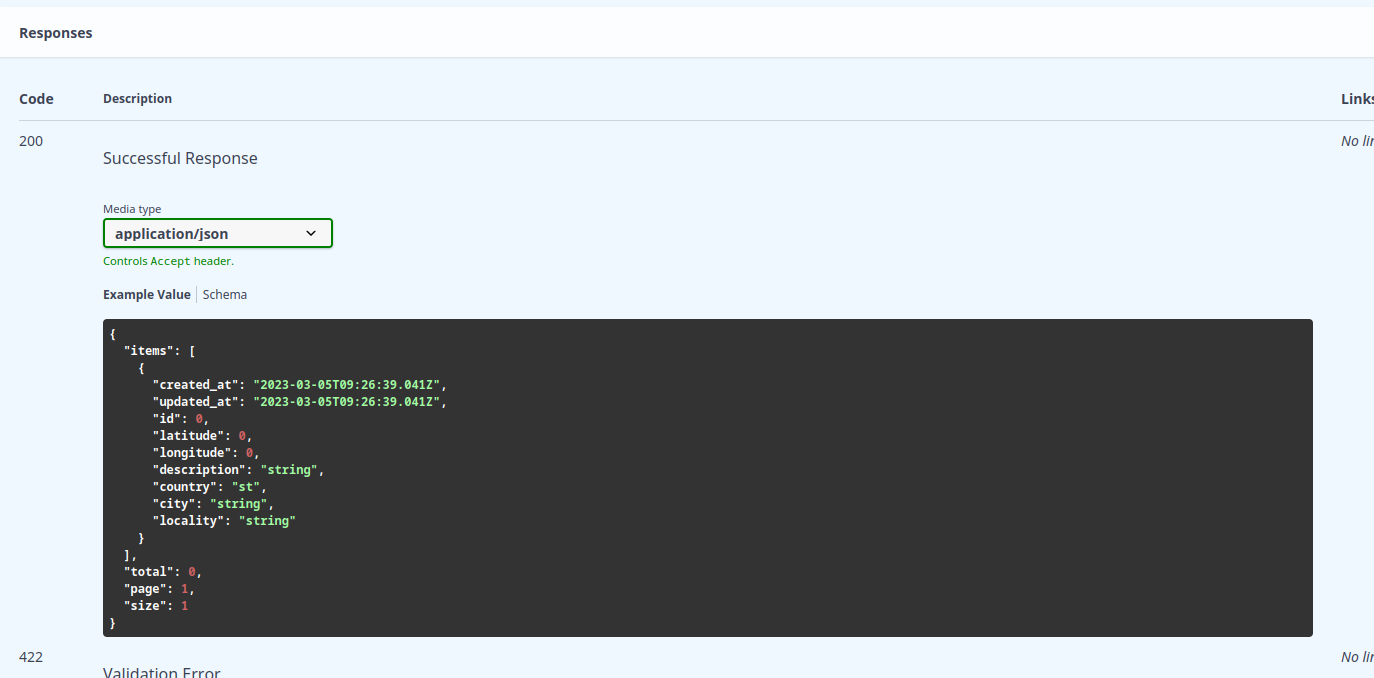 Responses
Code Description Links
200 No lin
Successful Response
Media type
application/json
Controls Accept header.
Example Value Schema
{
"items": [
{
"created_at": "2023-03-05T09:26:39.041Z",
"updated_at": "2023-03-05T09:26:39.041Z",
"id": 0,
"latitude": 0,
"longitude": 0,
"description": "string",
"country": "st",
"city": "string",
"locality": "string"
}
],
"total": 0,
"page": 1,
"size": 1
}
422 No lin
Validation Error